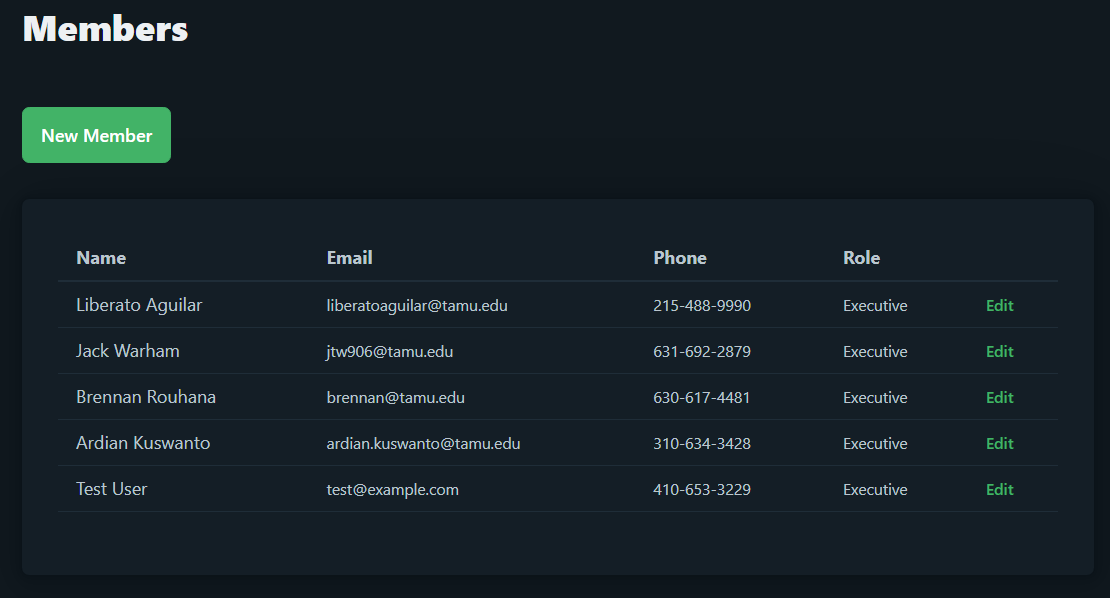 Members
New Member
Name Email Phone Role
Liberato Aguilar liberatoaguilar@tamu.edu 215-488-9990 Executive Edit
Jack Warham jtw906@tamu.edu 631-692-2879 Executive Edit
Brennan Rouhana brennan@tamu.edu 630-617-4481 Executive Edit
Ardian Kuswanto ardian.kuswanto@tamu.edu 310-634-3428 Executive Edit
Test User test@example.com 410-653-3229 Executive Edit